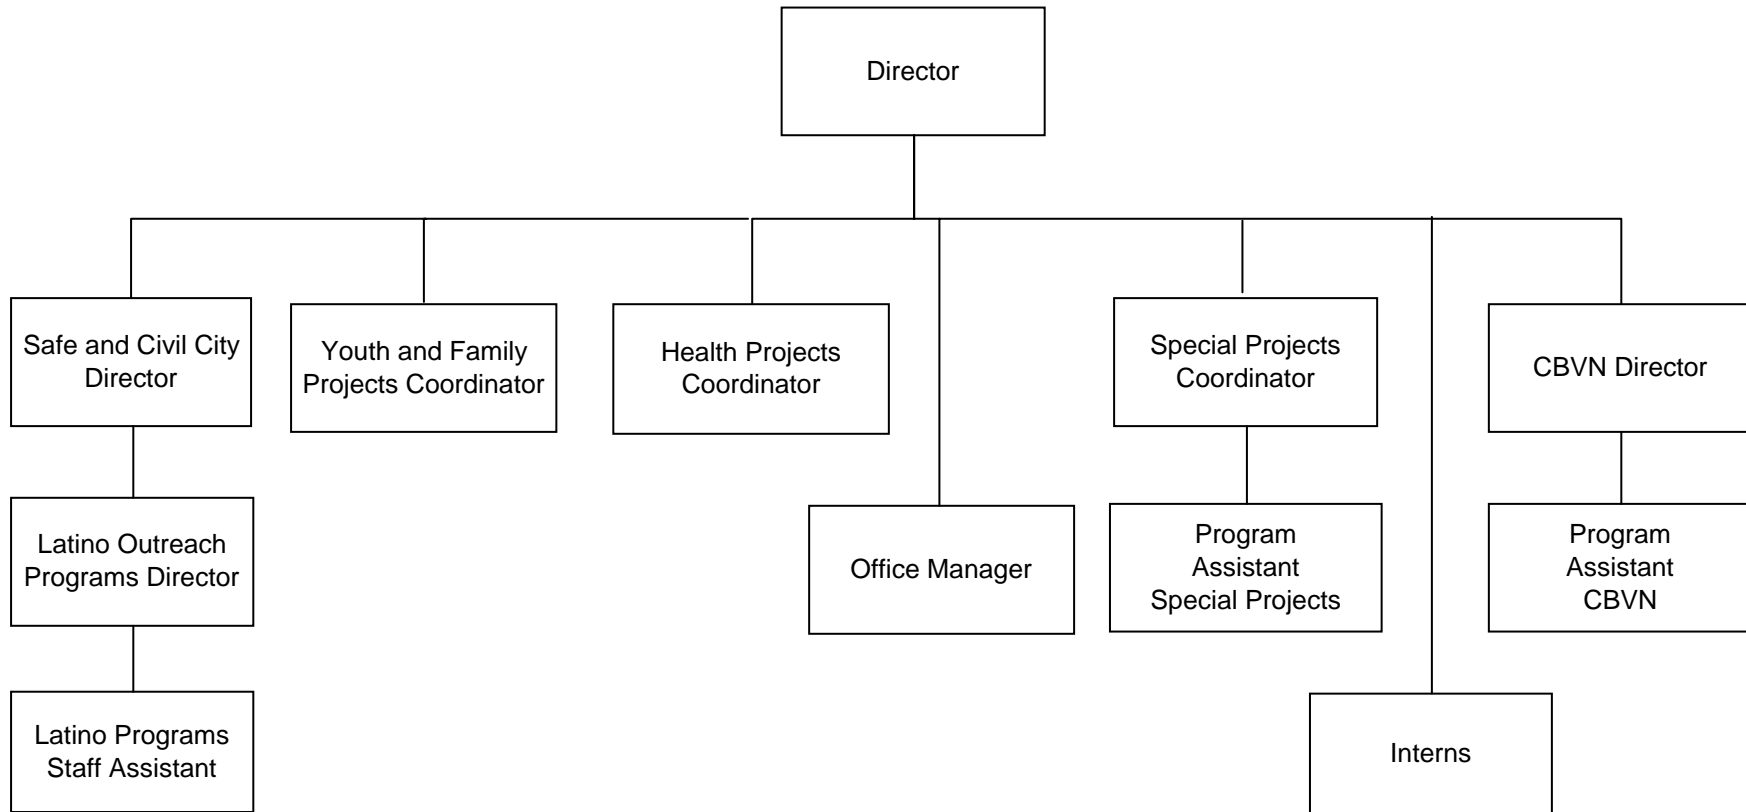 Director
Safe and Civil City
Director
Youth and Family
Projects Coordinator
Health Projects
Coordinator
Special Projects
Coordinator
CBVN Director
Latino Outreach
Programs Director
Office Manager
Program
Assistant
Special Projects
Program
Assistant
CBVN
Latino Programs
Staff Assistant
Interns